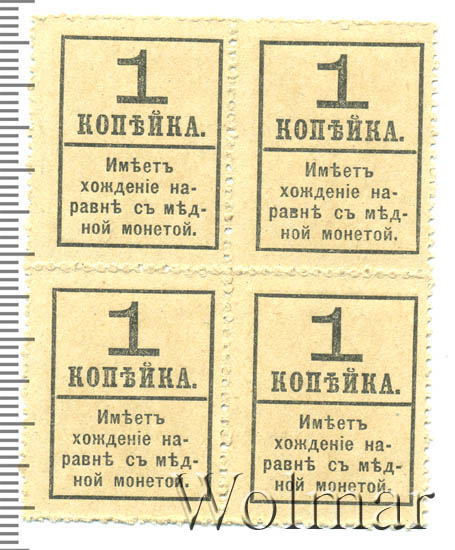 1
КОПѢЙКА.
Имѣетъ
хожденіе на-
равнѣ съ мѣд-
ной монетой.
1
КОПѢЙКА.
Имѣетъ
хожденіе на-
равнѣ съ мѣд-
ной монетой.
1
КОПѢЙКА.
Имѣетъ
хожденіе на-
равнѣ съ мѣд-
ной монетой.
1
КОПѢЙКА.
Имѣетъ
хожденіе на-
равнѣ съ мѣд-
ной монетой.
Wolmar